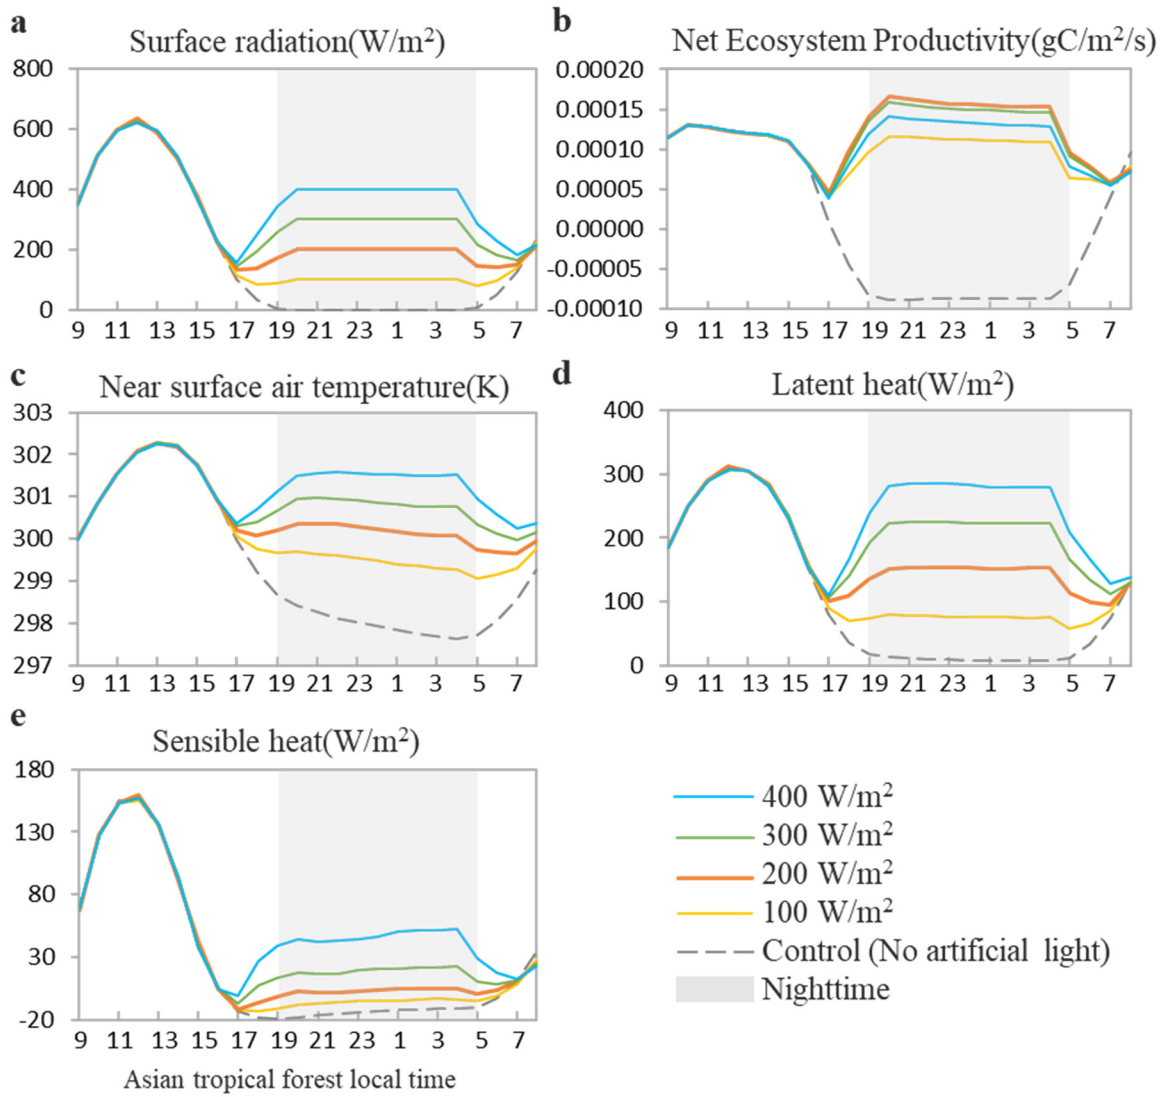 a
Surface radiation(W/m²)
800
600
400
200
0
9 11 13 15 17 19 21 23 1 3 5 7
b
Net Ecosystem Productivity(gC/m²/s)
0.00020
0.00015
0.00010
0.00005
0.00000
-0.00005
-0.00010
9 11 13 15 17 19 21 23 1 3 5 7
c
Near surface air temperature(K)
303
302
301
300
299
298
297
9 11 13 15 17 19 21 23 1 3 5 7
d
Latent heat(W/m²)
400
300
200
100
0
9 11 13 15 17 19 21 23 1 3 5 7
e
Sensible heat(W/m²)
180
130
80
30
-20
9 11 13 15 17 19 21 23 1 3 5 7
Asian tropical forest local time
400 W/m²
300 W/m²
200 W/m²
100 W/m²
Control (No artificial light)
Nighttime